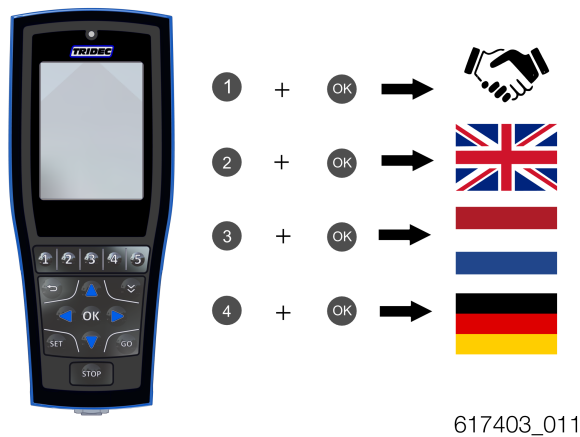 TRIDEC
1 + OK
2 + OK
3 + OK
4 + OK
1 2 3 4 5
OK
SET GO
STOP
617403_011